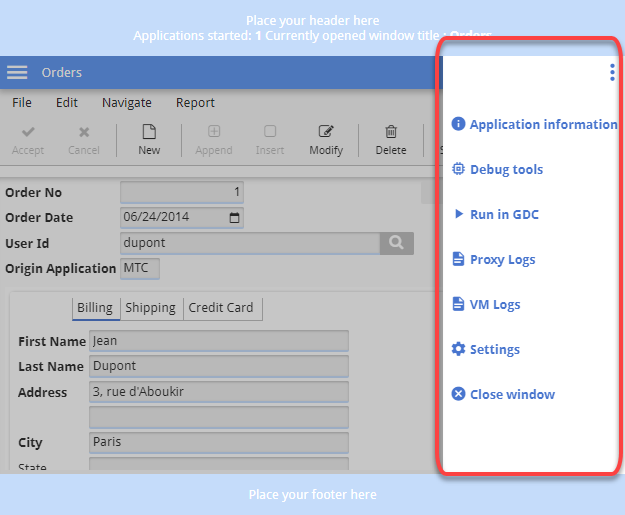 Place your header here
Applications started: 1 Currently opened window title : Orders
Orders
File Edit Navigate Report
Accept Cancel New Append Insert Modify Delete
Order No 1
Order Date 06/24/2014
User Id dupont
Origin Application MTC
Billing Shipping Credit Card
First Name Jean
Last Name Dupont
Address 3, rue d'Aboukir
City Paris
State
Application information
Debug tools
Run in GDC
Proxy Logs
VM Logs
Settings
Close window
Place your footer here